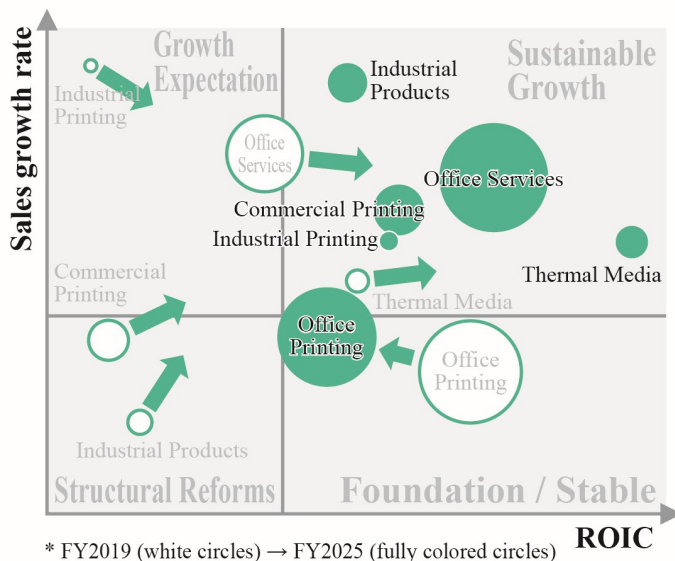 Sales growth rate
Growth
Expectation
Industrial
Printing
Office
Services
Sustainable
Growth
Industrial
Products
Office Services
Commercial Printing
Industrial Printing
Thermal Media
Commercial
Printing
Thermal Media
Office
Printing
Office
Printing
Industrial Products
Structural Reforms
Foundation / Stable
ROIC
* FY2019 (white circles) → FY2025 (fully colored circles)